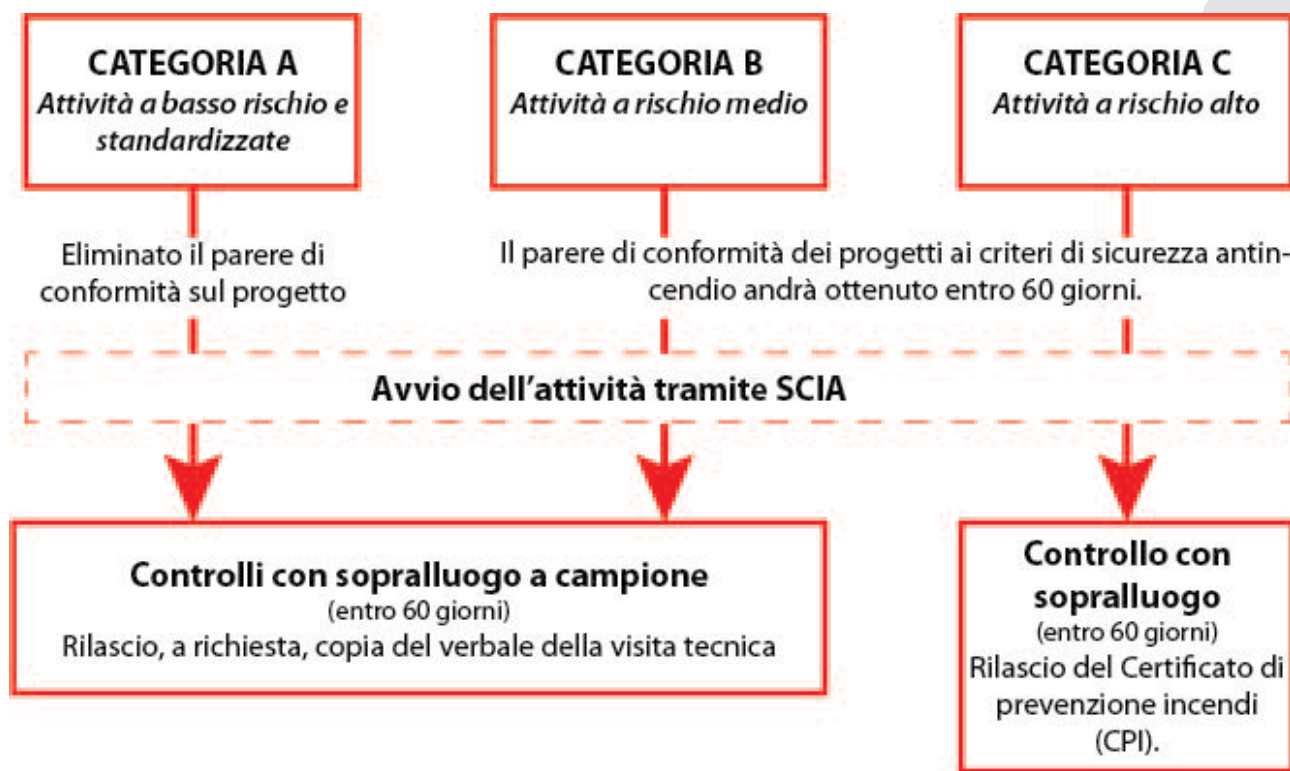 CATEGORIA A
Attività a basso rischio e
standardizzate
CATEGORIA B
Attività a rischio medio
CATEGORIA C
Attività a rischio alto
Eliminato il parere di
conformità sul progetto
Il parere di conformità dei progetti ai criteri di sicurezza antin-
cendio andrà ottenuto entro 60 giorni.
Avvio dell'attività tramite SCIA
Controlli con sopralluogo a campione
(entro 60 giorni)
Rilascio, a richiesta, copia del verbale della visita tecnica
Controllo con
sopralluogo
(entro 60 giorni)
Rilascio del Certificato di
prevenzione incendi
(CPI).